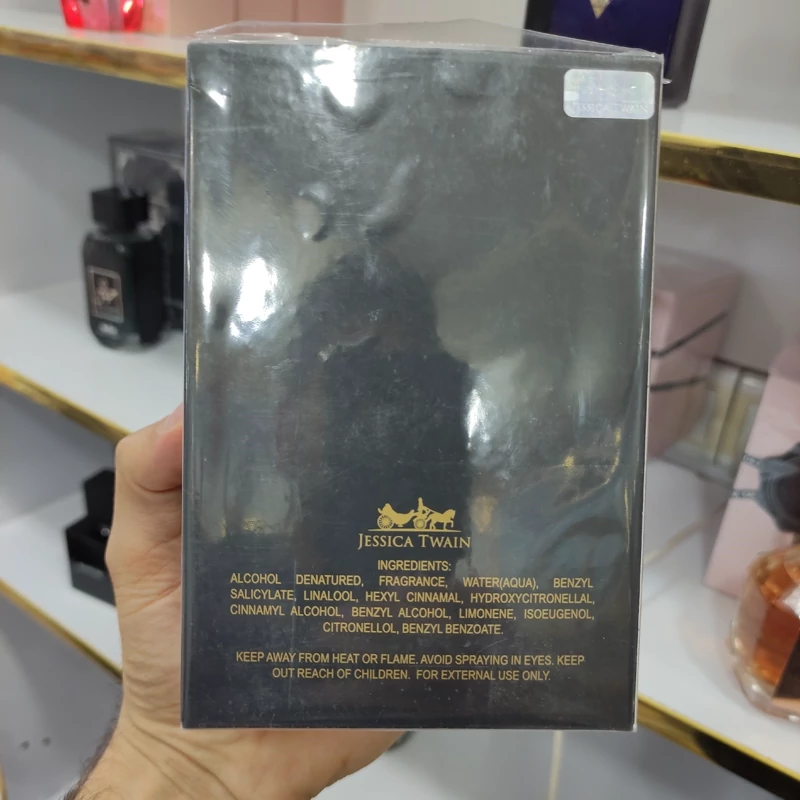 JESSICA TWAIN
INGREDIENTS:
ALCOHOL DENATURED, FRAGRANCE, WATER(AQUA), BENZYL
SALICYLATE, LINALOOL, HEXYL CINNAMAL, HYDROXYCITRONELLAL,
CINNAMYL ALCOHOL, BENZYL ALCOHOL, LIMONENE, ISOEUGENOL,
CITRONELLOL, BENZYL BENZOATE.
KEEP AWAY FROM HEAT OR FLAME. AVOID SPRAYING IN EYES. KEEP
OUT REACH OF CHILDREN. FOR EXTERNAL USE ONLY.